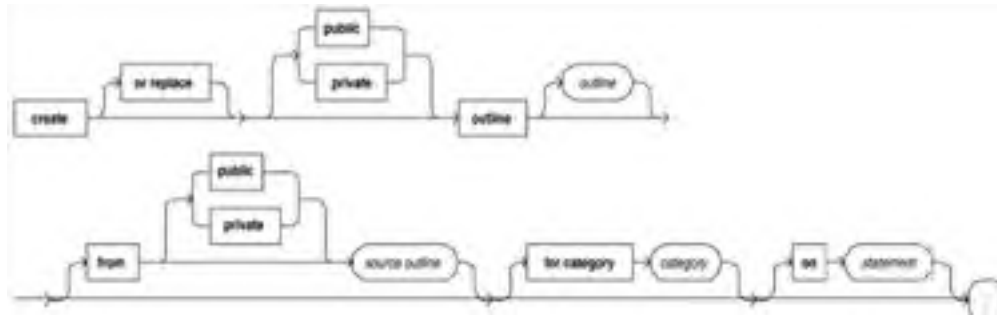 public
or replace
private
outline
create
outline
public
private
from
source outline
for category
category
on
statement
;